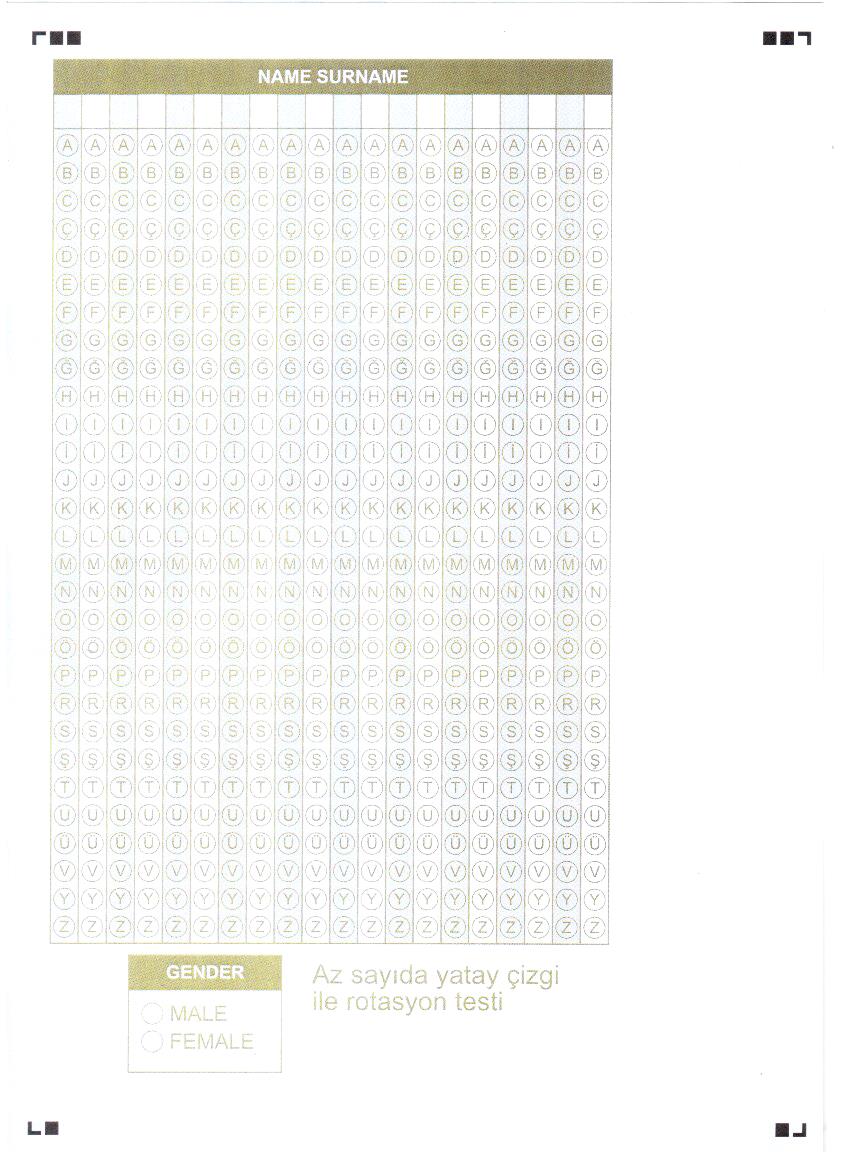 NAME SURNAME
A A A A A A A A A A A A A A A A A A A A
B B B B B B B B B B B B B B B B B B B B
C C C C C C C C C C C C C C C C C C C C
Ç Ç Ç Ç Ç Ç Ç Ç Ç Ç Ç Ç Ç Ç Ç Ç Ç Ç Ç Ç
D D D D D D D D D D D D D D D D D D D D
E E E E E E E E E E E E E E E E E E E E
F F F F F F F F F F F F F F F F F F F F
G G G G G G G G G G G G G G G G G G G G
Ğ Ğ Ğ Ğ Ğ Ğ Ğ Ğ Ğ Ğ Ğ Ğ Ğ Ğ Ğ Ğ Ğ Ğ Ğ Ğ
H H H H H H H H H H H H H H H H H H H H
I I I I I I I I I I I I I I I I I I I I
İ İ İ İ İ İ İ İ İ İ İ İ İ İ İ İ İ İ İ İ
J J J J J J J J J J J J J J J J J J J J
K K K K K K K K K K K K K K K K K K K K
L L L L L L L L L L L L L L L L L L L L
M M M M M M M M M M M M M M M M M M M M
N N N N N N N N N N N N N N N N N N N N
O O O O O O O O O O O O O O O O O O O O
Ö Ö Ö Ö Ö Ö Ö Ö Ö Ö Ö Ö Ö Ö Ö Ö Ö Ö Ö Ö
P P P P P P P P P P P P P P P P P P P P
R R R R R R R R R R R R R R R R R R R R
S S S S S S S S S S S S S S S S S S S S
Ş Ş Ş Ş Ş Ş Ş Ş Ş Ş Ş Ş Ş Ş Ş Ş Ş Ş Ş Ş
T T T T T T T T T T T T T T T T T T T T
U U U U U U U U U U U U U U U U U U U U
Ü Ü Ü Ü Ü Ü Ü Ü Ü Ü Ü Ü Ü Ü Ü Ü Ü Ü Ü Ü
V V V V V V V V V V V V V V V V V V V V
Y Y Y Y Y Y Y Y Y Y Y Y Y Y Y Y Y Y Y Y
Z Z Z Z Z Z Z Z Z Z Z Z Z Z Z Z Z Z Z Z
GENDER
MALE
FEMALE
Az sayıda yatay çizgi
ile rotasyon testi